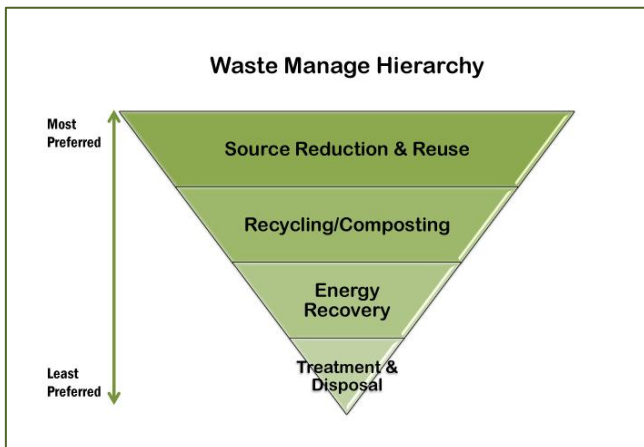 Waste Manage Hierarchy
Most
Preferred
Source Reduction & Reuse
Recycling/Composting
Energy
Recovery
Treatment &
Disposal
Least
Preferred